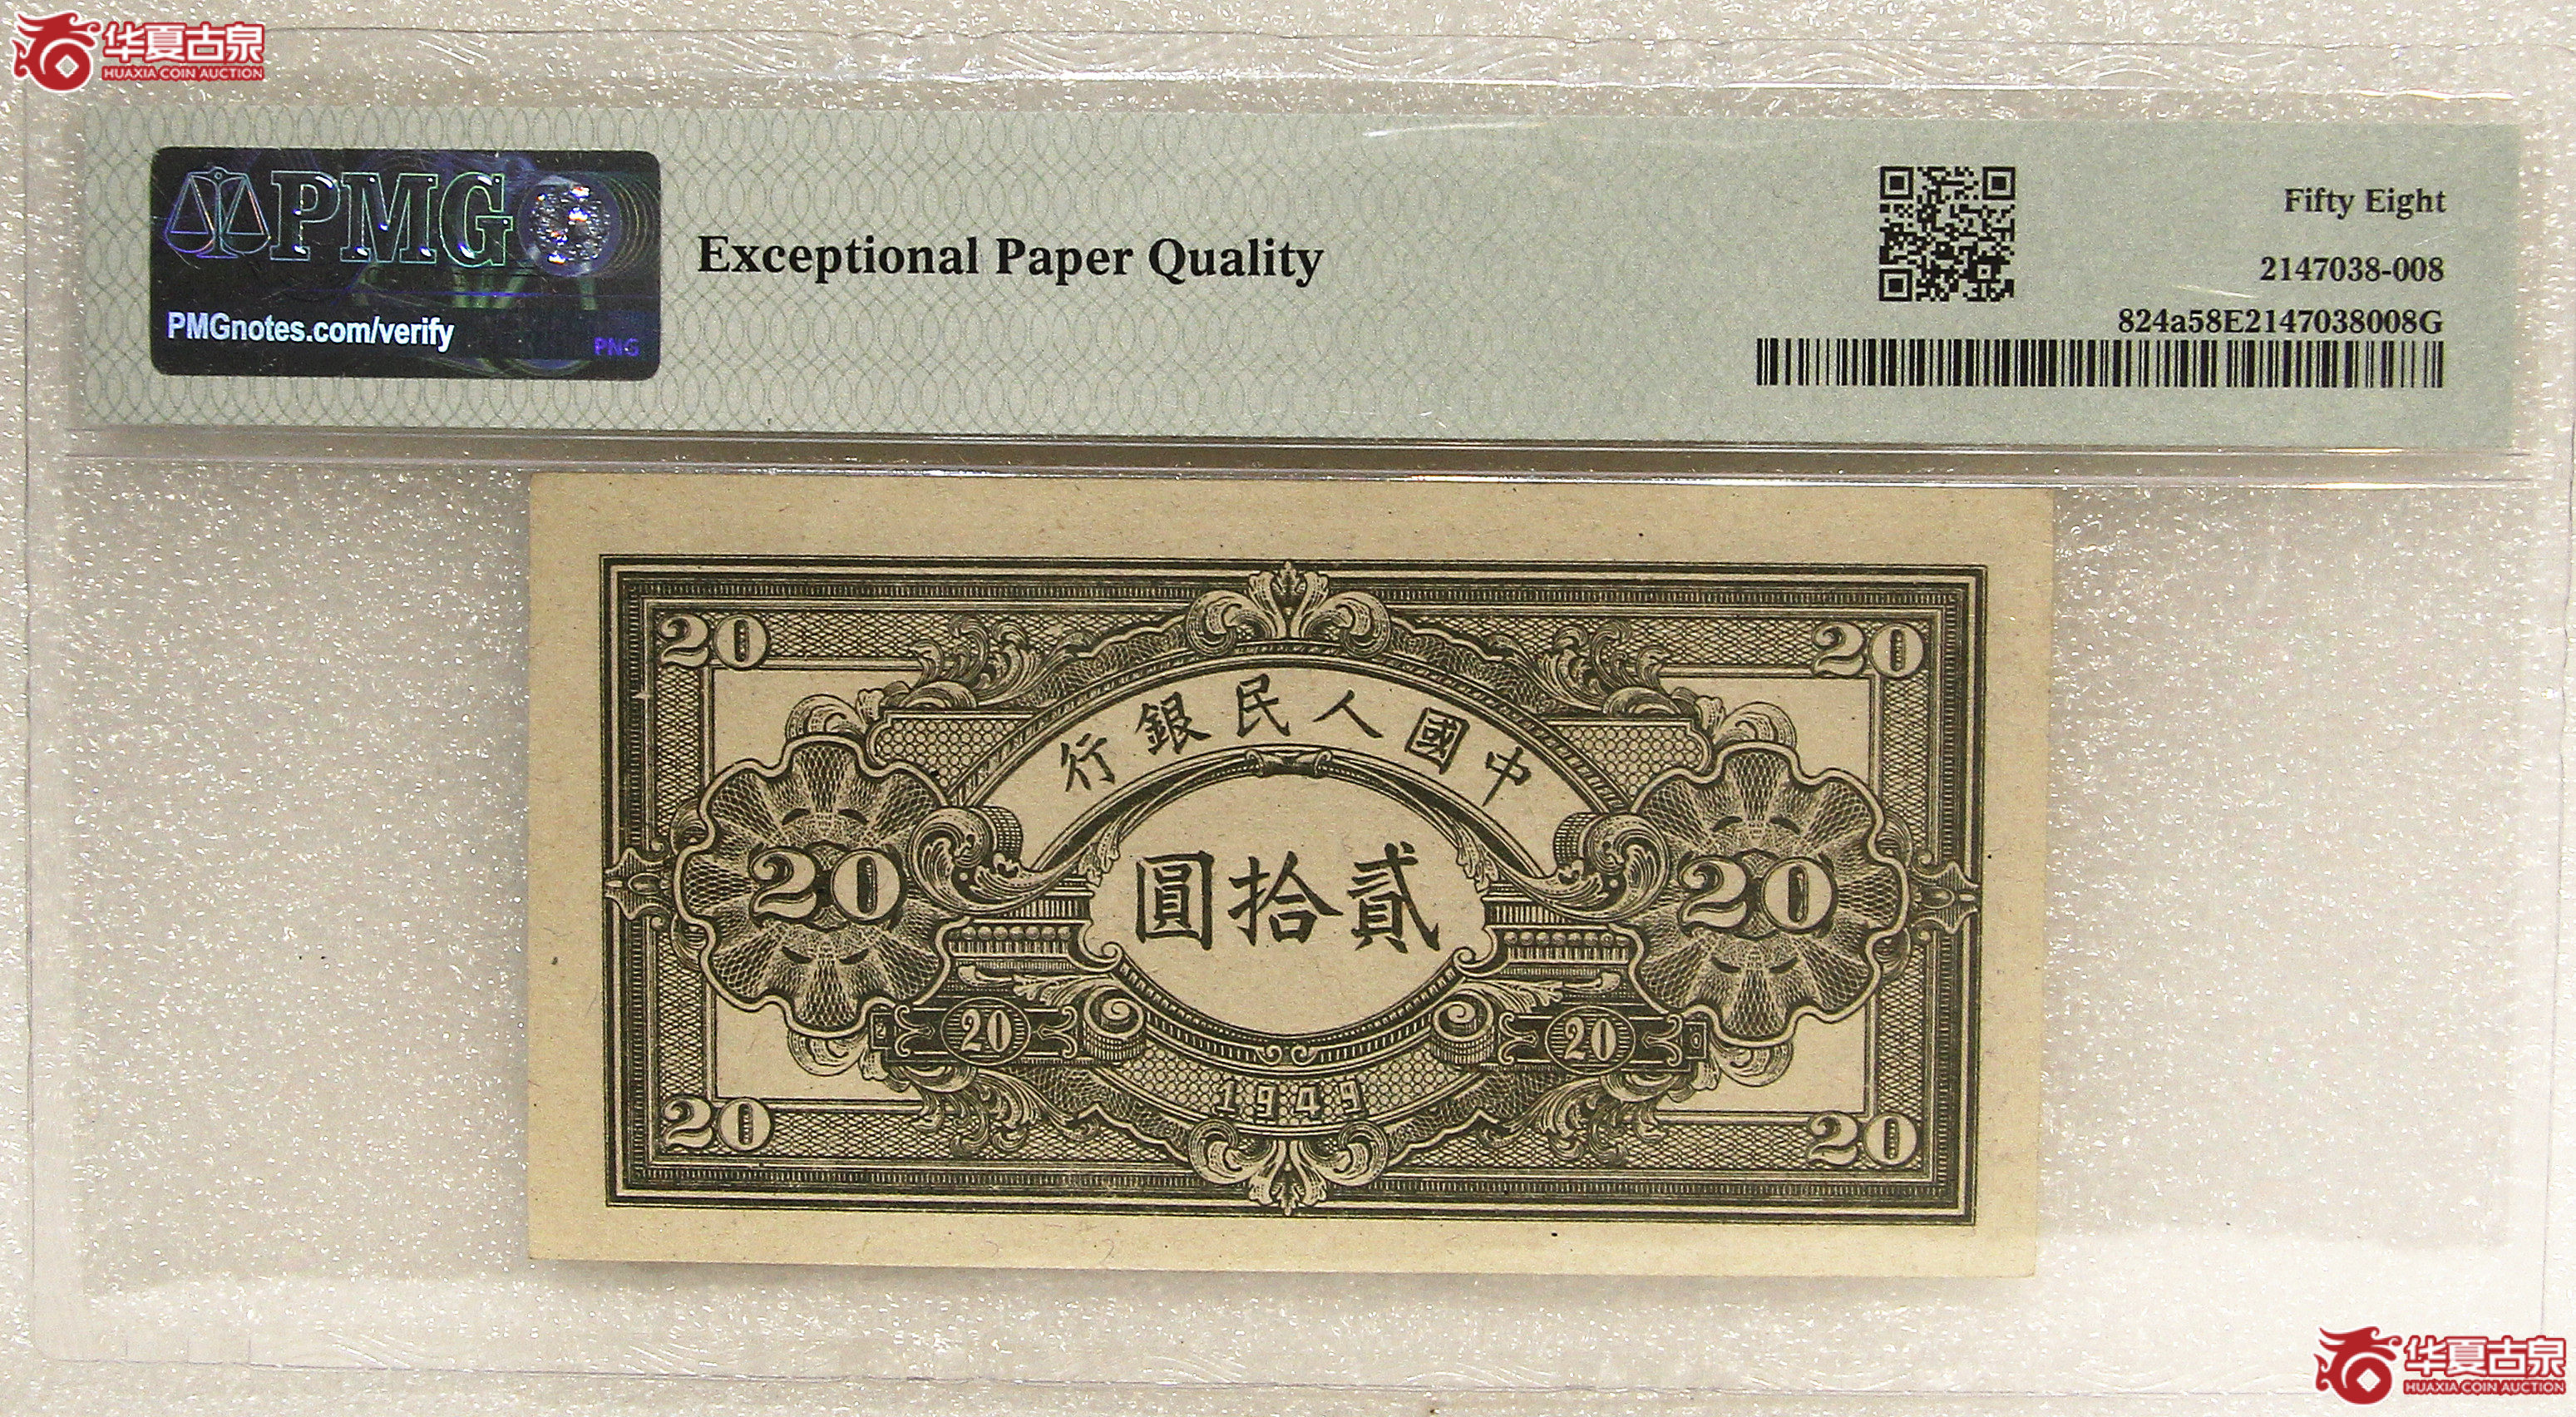 华夏古泉
HUAXIA COIN AUCTION
PMG
PMGnotes.com/verify
PNG
Exceptional Paper Quality
Fifty Eight
2147038-008
824a58E2147038008G
20 20
行銀民人國中
20 圓拾貳 20
20 20
1949
20 20
华夏古泉
HUAXIA COIN AUCTION